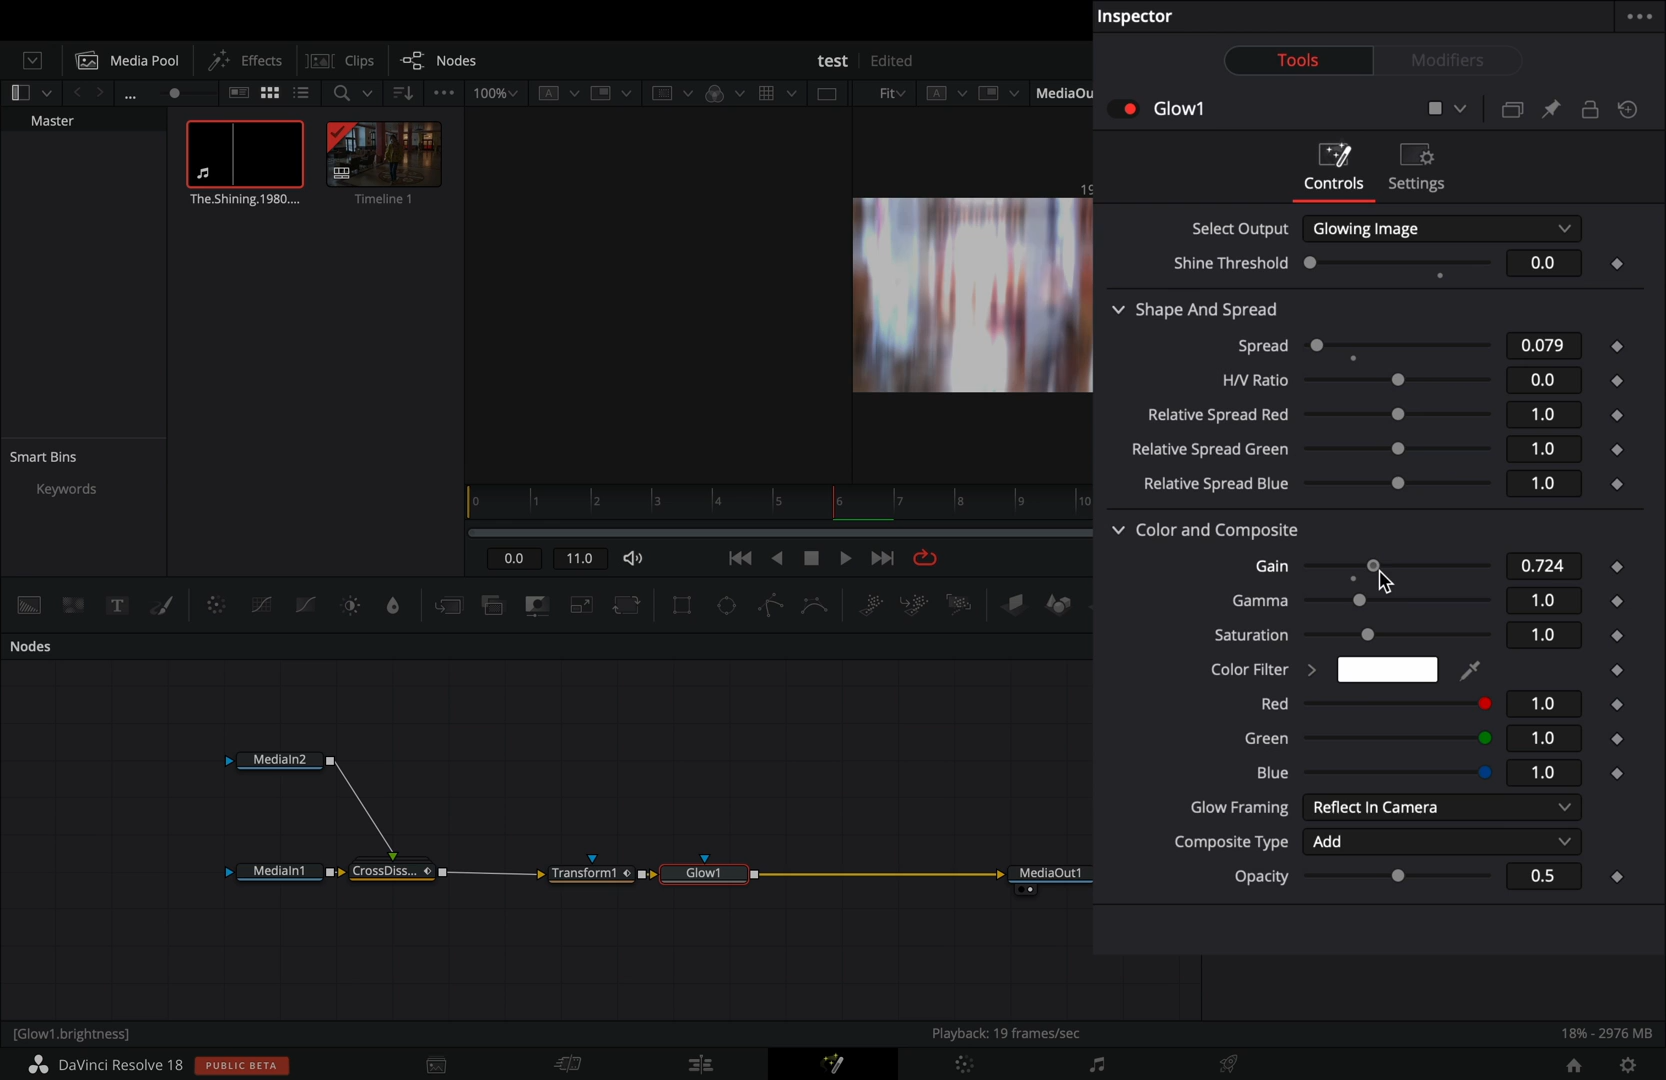 Inspector
Media Pool
Effects
Clips
Nodes
test
Edited
Tools
Modifiers
...
100%
Fit
MediaOu
Glow1
Master
The.Shining.1980....
Timeline 1
19
Controls
Settings
Select Output
Glowing Image
Shine Threshold
0.0
Shape And Spread
Spread
0.079
H/V Ratio
0.0
Relative Spread Red
1.0
Relative Spread Green
1.0
Relative Spread Blue
1.0
Smart Bins
Keywords
0
1
2
3
4
5
6
7
8
9
10
0.0
11.0
Color and Composite
Gain
0.724
Gamma
1.0
Saturation
1.0
Color Filter
Red
1.0
Green
1.0
Blue
1.0
Glow Framing
Reflect In Camera
Composite Type
Add
Opacity
0.5
T
Nodes
MediaIn2
MediaIn1
CrossDiss...
Transform1
Glow1
MediaOut1
[Glow1.brightness]
Playback: 19 frames/sec
18% - 2976 MB
DaVinci Resolve 18
PUBLIC BETA